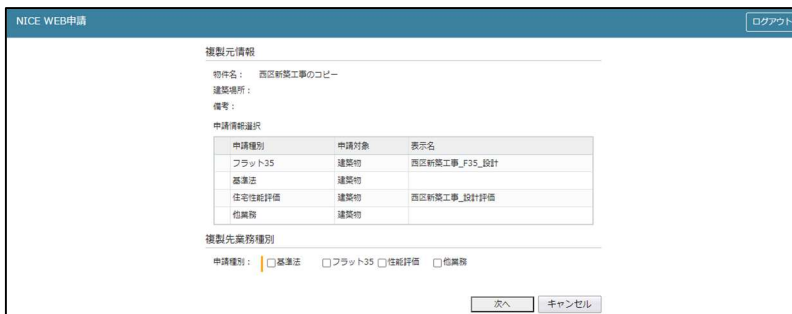 NICE WEB申請 ログアウト
複製元情報
物件名： 西区新築工事のコピー
建築場所：
備考：
申請情報選択
申請種別 申請対象 表示名
フラット35 建築物 西区新築工事_F35_設計
基準法 建築物
住宅性能評価 建築物 西区新築工事_設計評価
他業務 建築物
複製先業務種別
申請種別： 基準法 フラット35 性能評価 他業務
次へ キャンセル